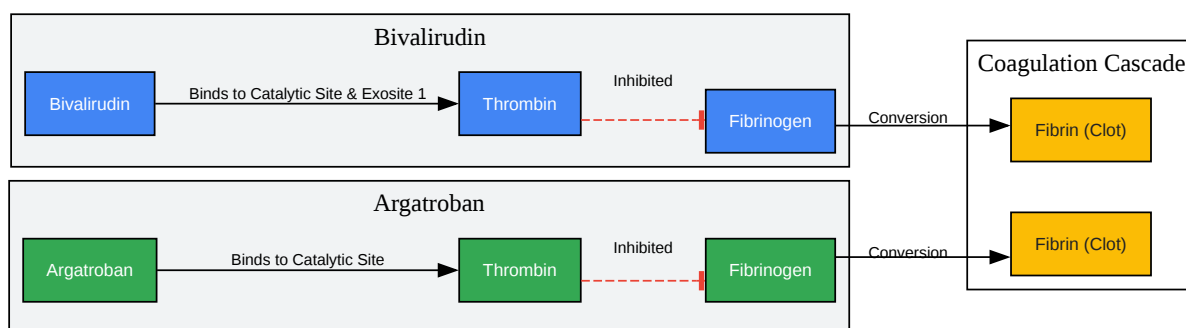 Bivalirudin
Coagulation Cascade
Bivalirudin
Binds to Catalytic Site & Exosite 1
Thrombin
Inhibited
Fibrinogen
Conversion
Fibrin (Clot)
Argatroban
Argatroban
Binds to Catalytic Site
Thrombin
Inhibited
Fibrinogen
Conversion
Fibrin (Clot)